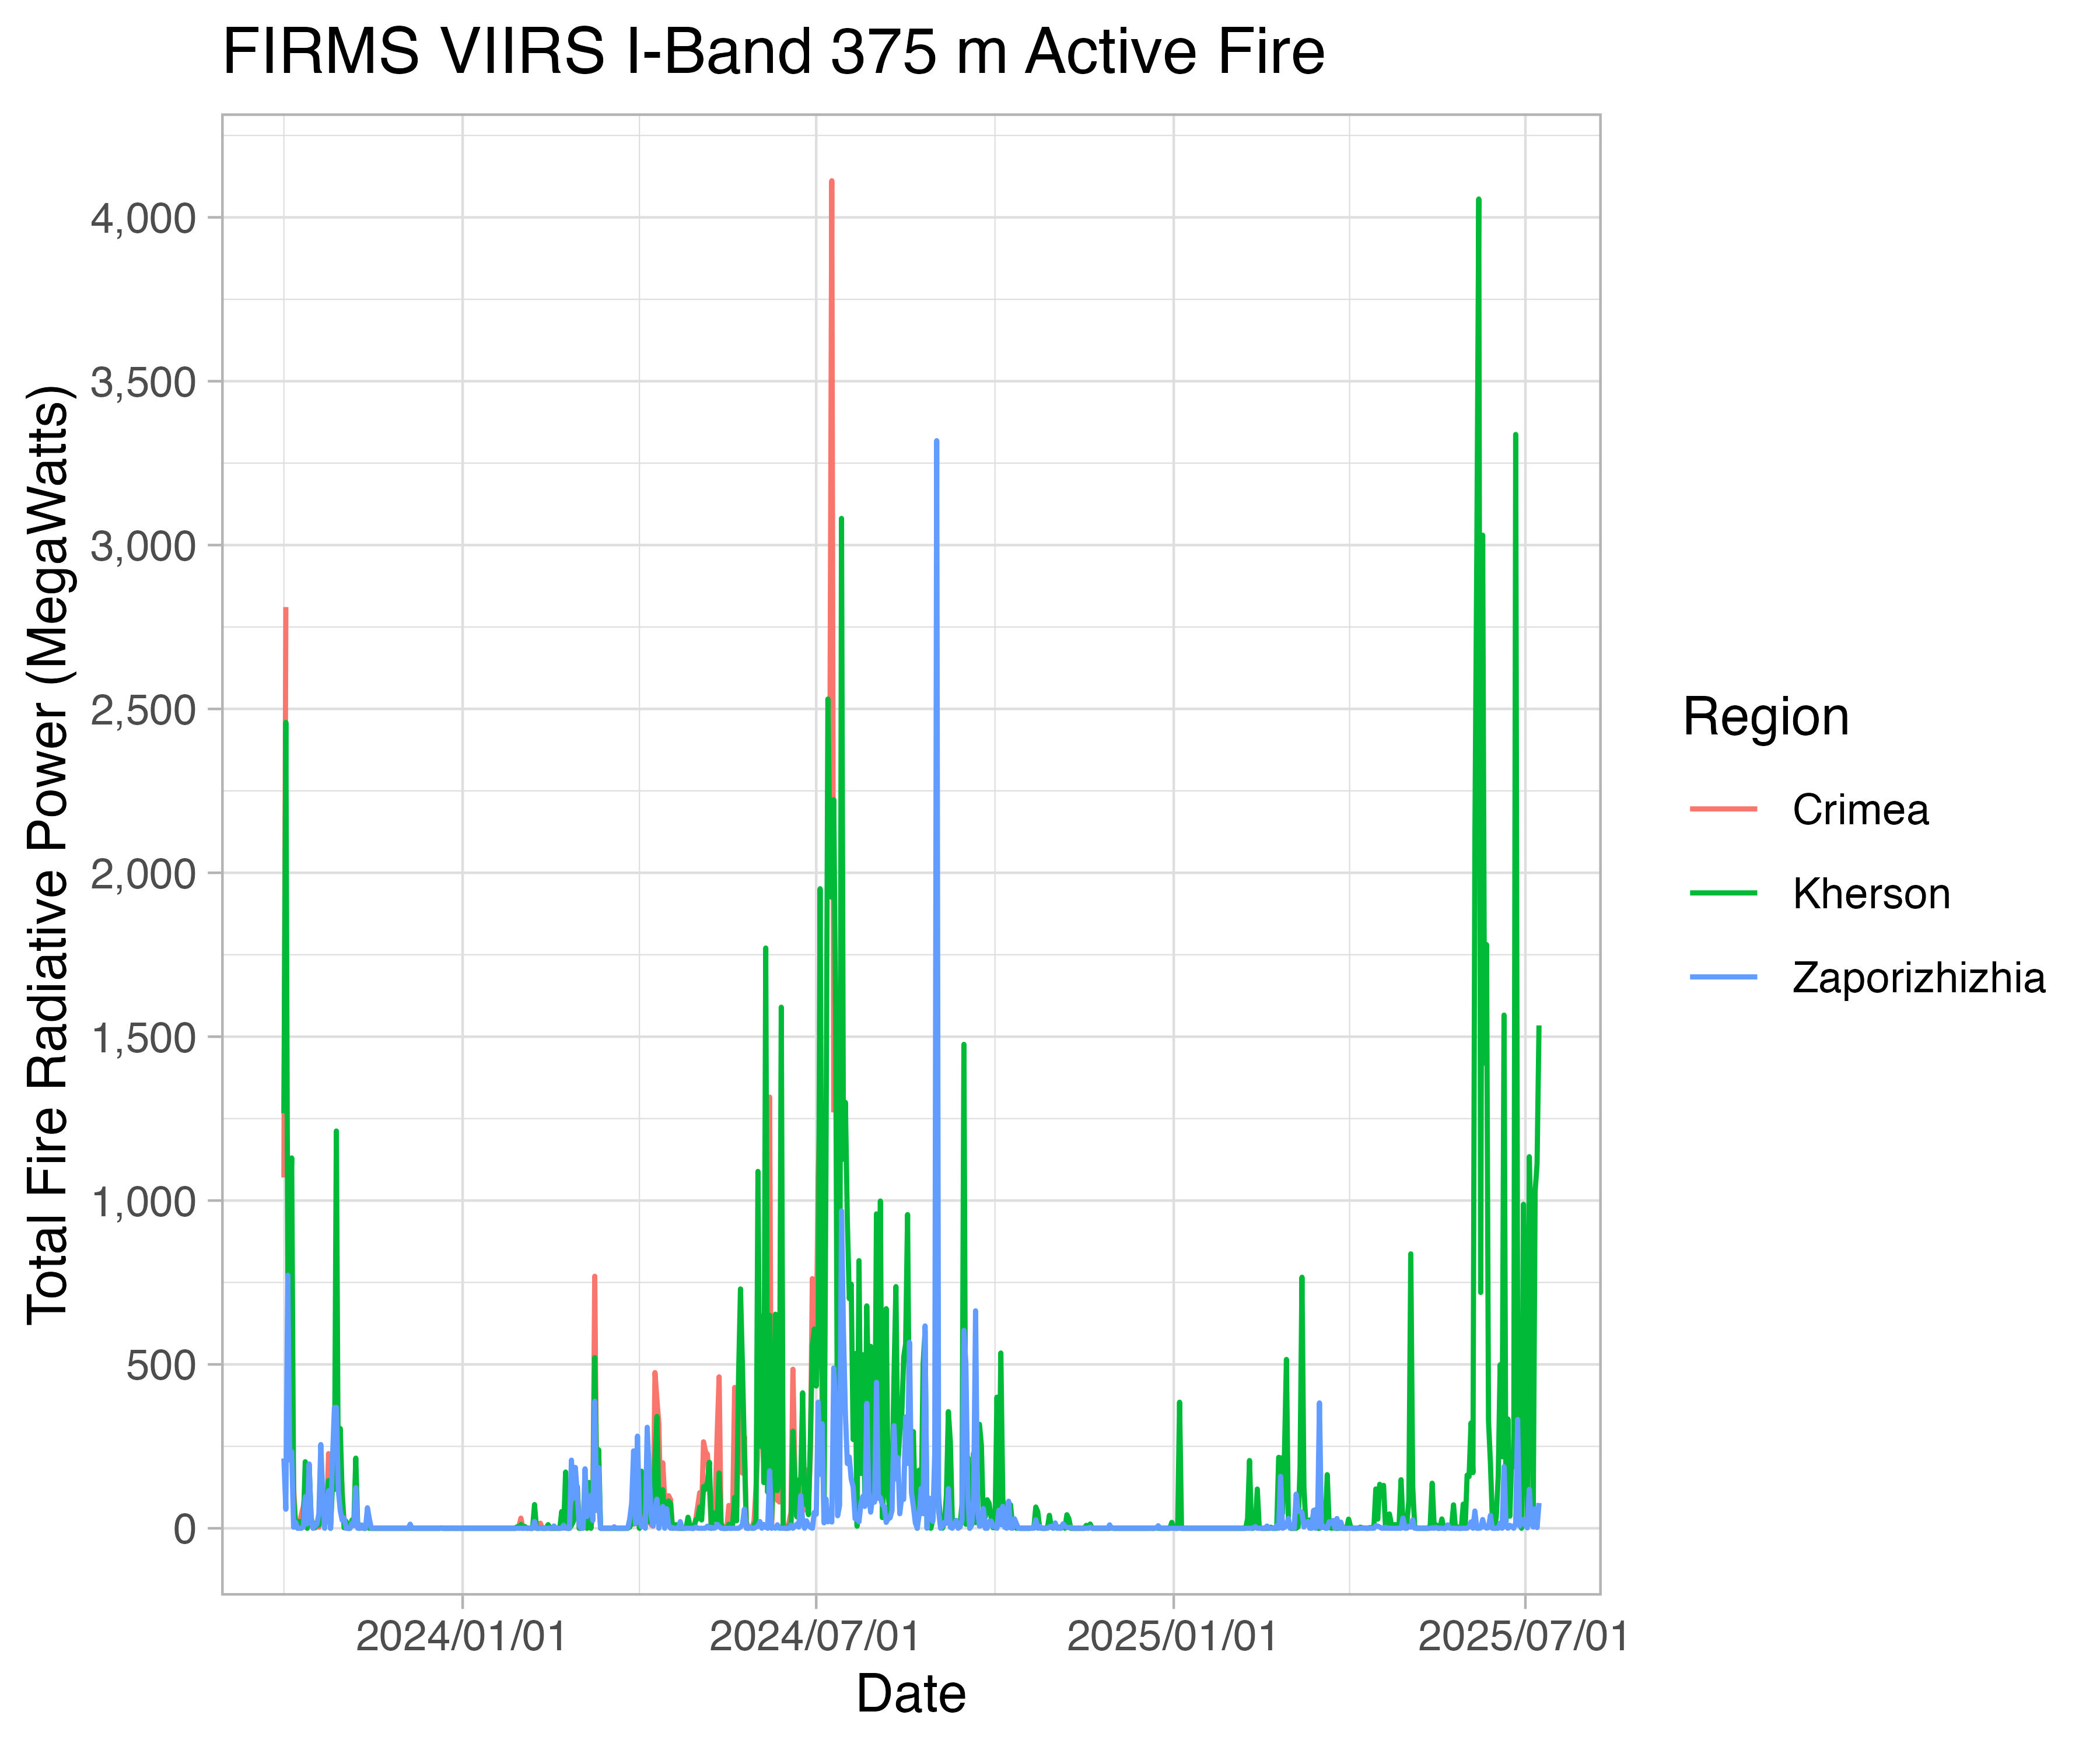 FIRMS VIIRS I-Band 375 m Active Fire
Total Fire Radiative Power (MegaWatts)
4,000
3,500
3,000
2,500
2,000
1,500
1,000
500
0
2024/01/01
2024/07/01
2025/01/01
2025/07/01
Date
Region
Crimea
Kherson
Zaporizhizhia